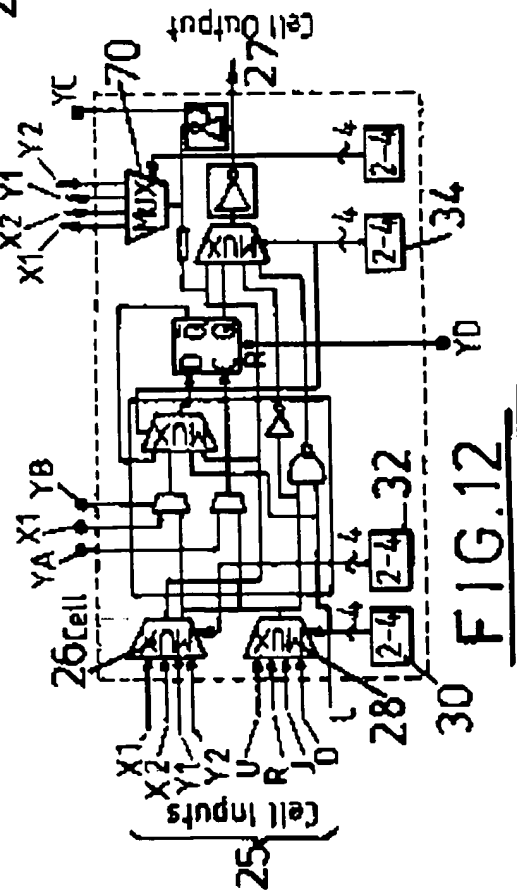 Cell Output
27
70
YC
X1 X2 Y1 Y2
MUX
MUX
4
2-4
4
2-4
34
Q
Q
R
YD
MUX
YA X1 YB
26
Cell
MUX
MUX
4
2-4
32
4
2-4
30
28
X1
X2
Y1
Y2
U
R
J
D
L
Cell Inputs
25
FIG.12